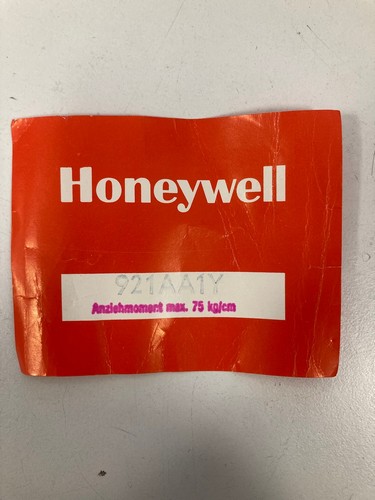 Honeywell
921AA1Y
Anziehmoment max. 75 kg/cm